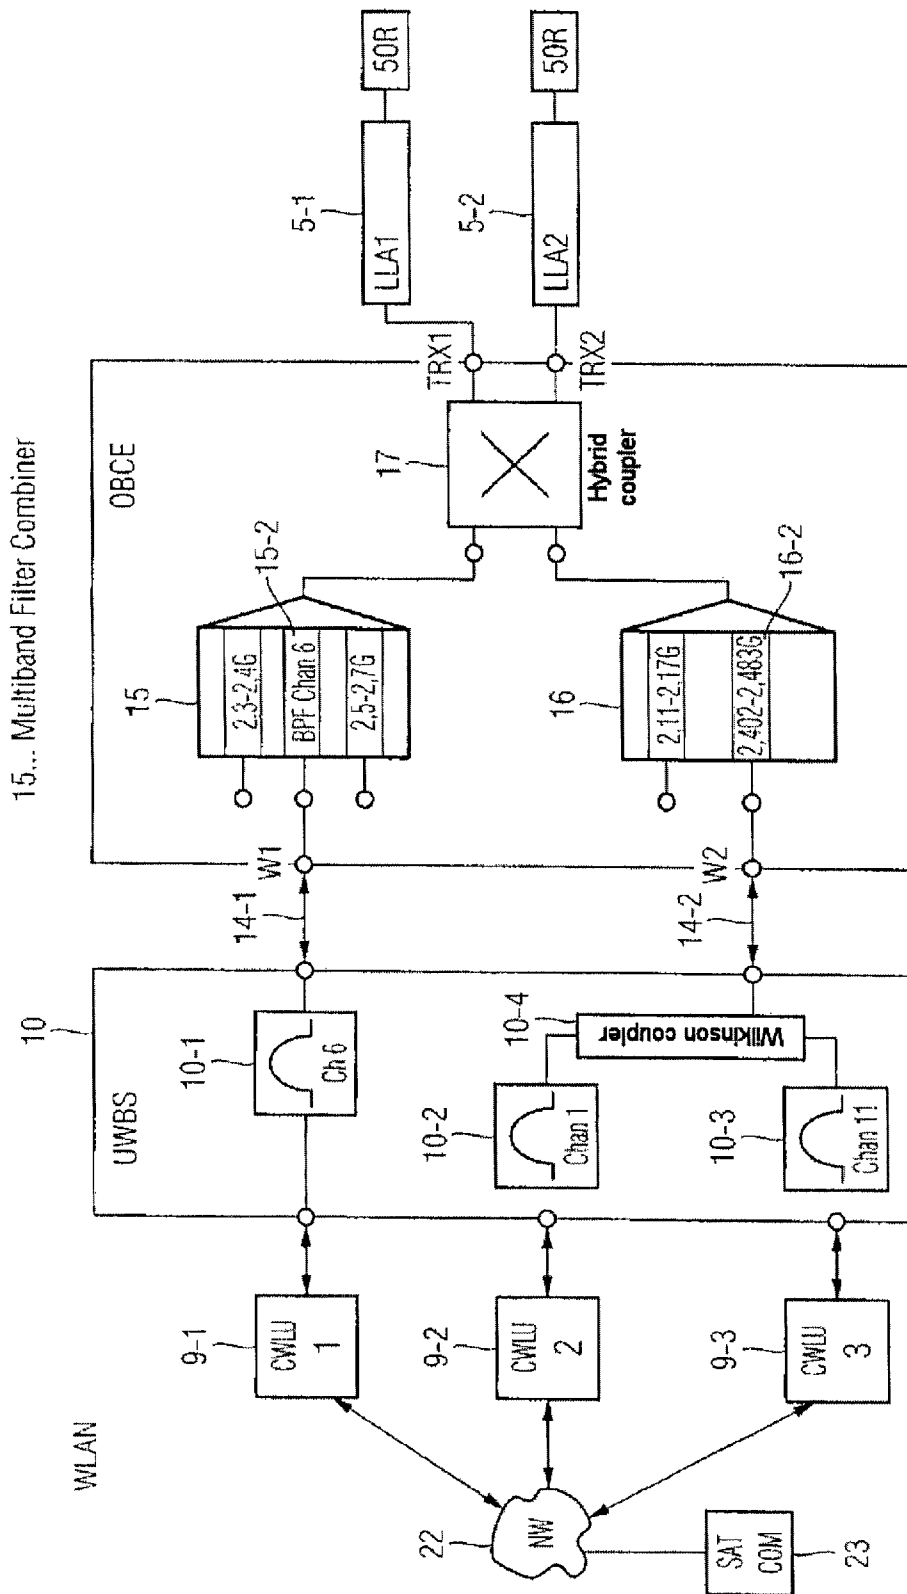 15... Multiband Filter Combiner
WLAN
10
UWBS
OBCE
9-1
CWLU
1
10-1
Ch 6
14-1
W1
15
2,3-2,4G
BPF Chan 6
2,5-2,7G
15-2
17
Hybrid
coupler
TRX1
TRX2
5-1
LLA1
50R
5-2
LLA2
50R
22
NW
9-2
CWLU
2
10-2
Chan 1
10-4
Wilkinson coupler
14-2
W2
16
2,11-2,17G
2,402-2,483G
16-2
SAT
COM
23
9-3
CWLU
3
10-3
Chan 11